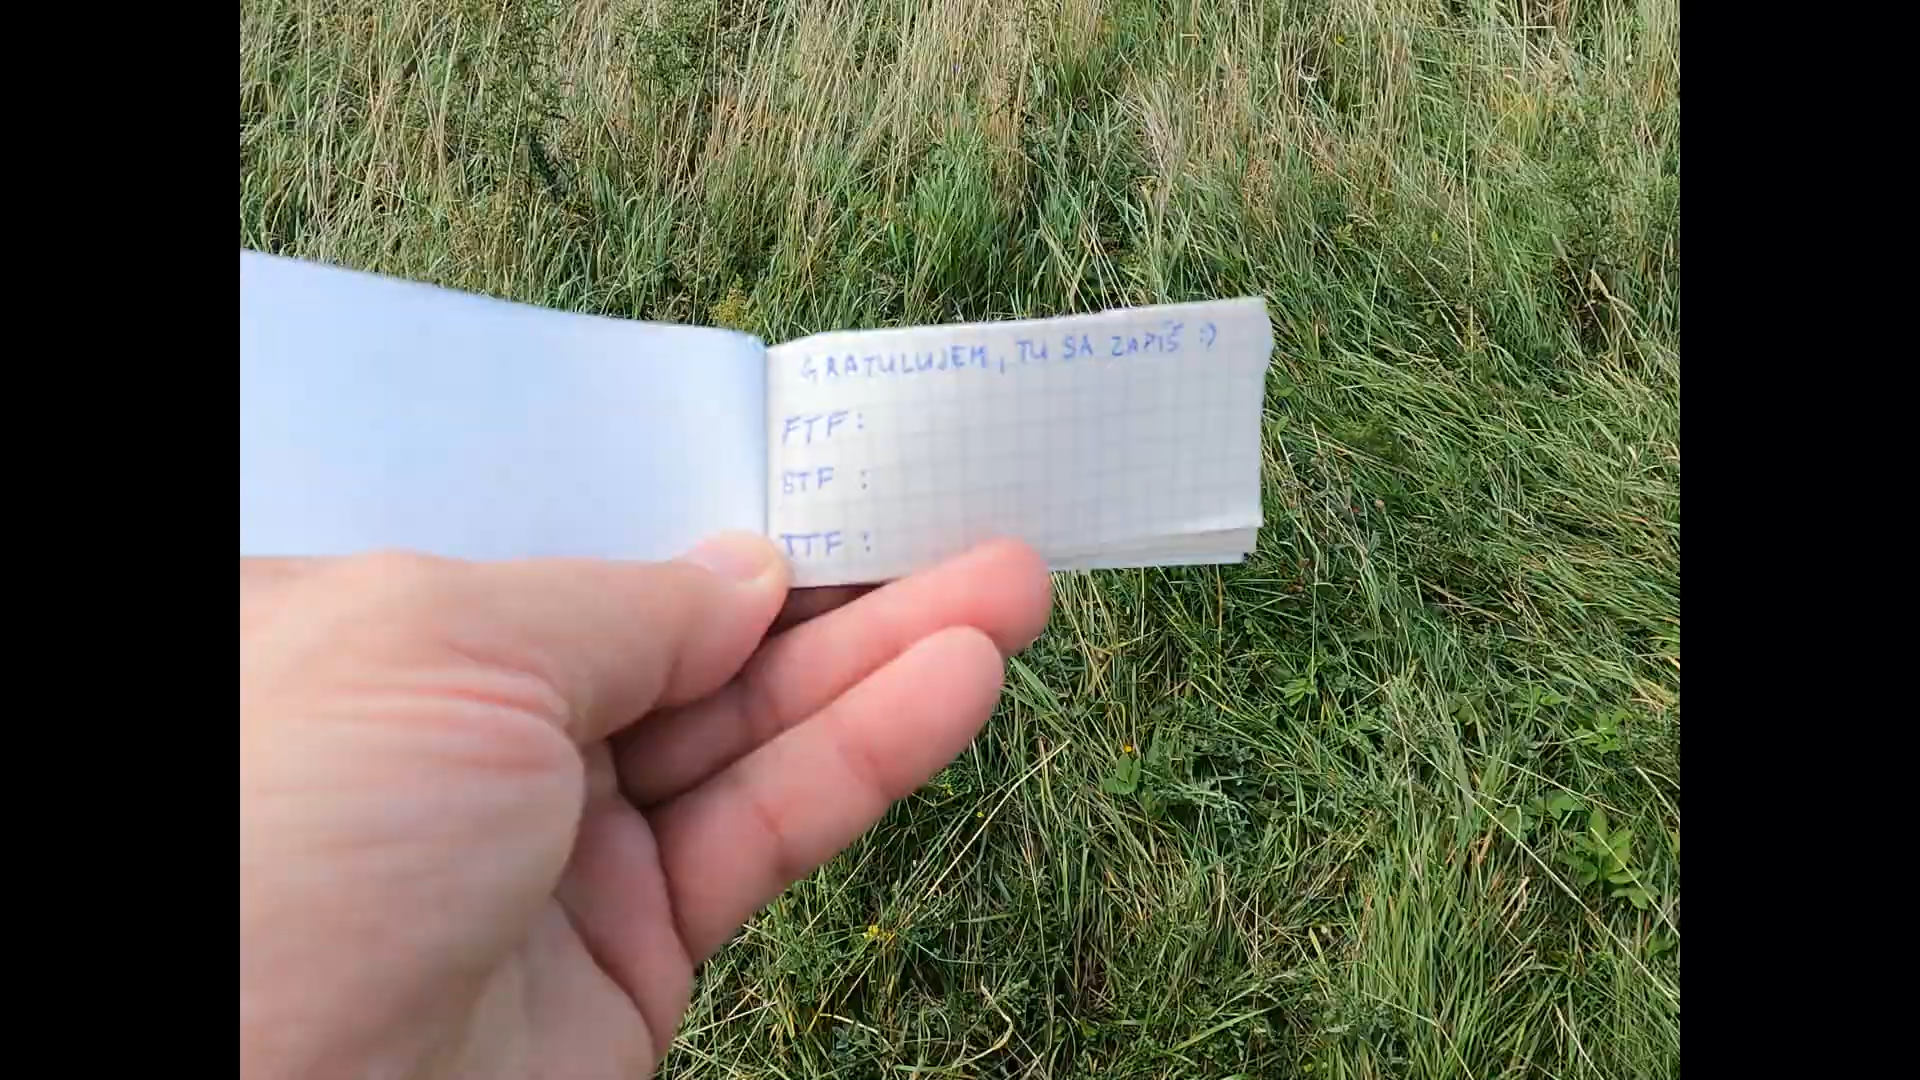 GRATULUJEM, TU SA ZAPÍŠ :)
FTF:
STF :
TTF :